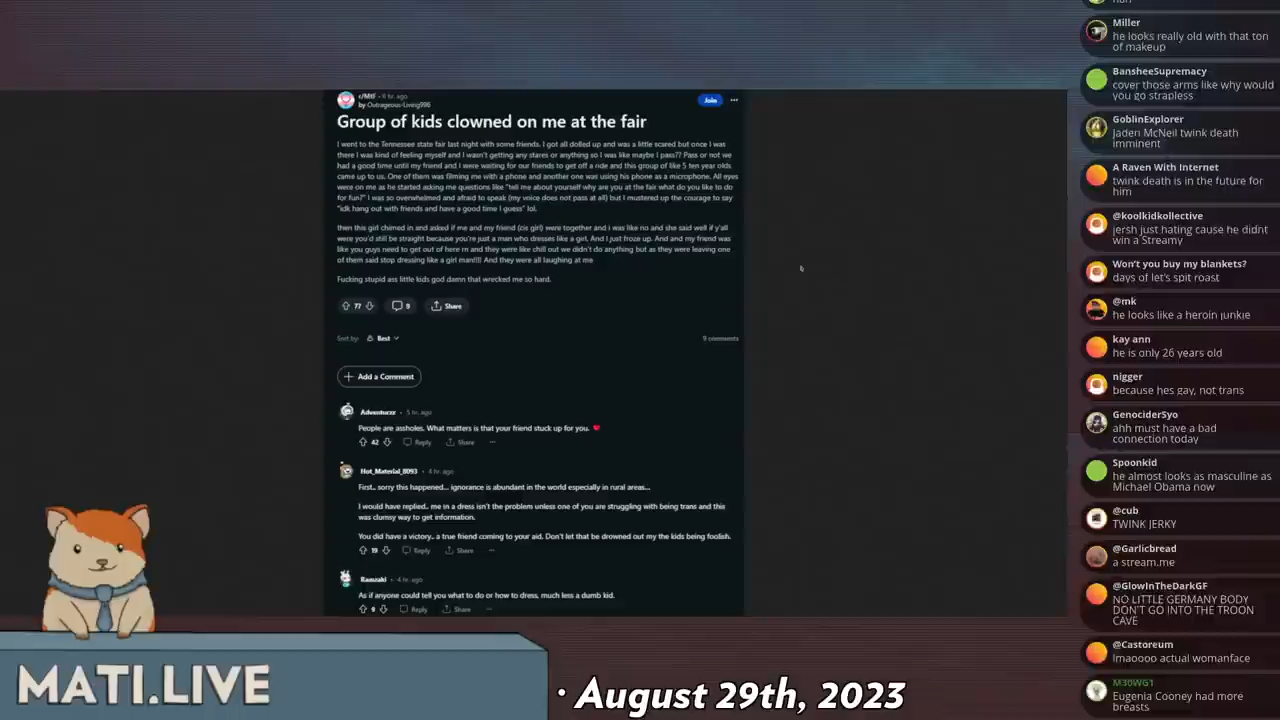 r/MtF • 6 hr. ago
by Outrageous-Living996
Join
Group of kids clowned on me at the fair
I went to the Tennessee state fair last night with some friends. I got all dolled up and was a little scared but once I was
there I was kind of feeling myself and I wasn't getting any stares or anything so I was like maybe I pass?? Pass or not we
had a good time until my friend and I were waiting for our friends to get off a ride and this group of like 5 ten year olds
came up to us. One of them was filming me with a phone and another one was using his phone as a microphone. All eyes
were on me as he started asking me questions like "tell me about yourself why are you at the fair what do you like to do
for fun?" I was so overwhelmed and afraid to speak (my voice does not pass at all) but I mustered up the courage to say
"idk hang out with friends and have a good time I guess" lol.
then this girl chimed in and asked if me and my friend (cis girl) were together and i was like no and she said well if y'all
were you'd still be straight because you're just a man who dresses like a girl. And I just froze up. And and my friend was
like you guys need to get out of here rn and they were like chill out we didn't do anything but as they were leaving one
of them said stop dressing like a girl man!!!! And they were all laughing at me
Fucking stupid ass little kids god damn that wrecked me so hard.
77
9
Share
Sort by:
Best
9 comments
Add a Comment
Adventurzr • 5 hr. ago
People are assholes. What matters is that your friend stuck up for you. ❤
42
Reply
Share
Hot_Material_8093 • 4 hr. ago
First.. sorry this happened... ignorance is abundant in the world especially in rural areas...
I would have replied.. me in a dress isn't the problem unless one of you are struggling with being trans and this
was clumsy way to get information.
You did have a victory.. a true friend coming to your aid. Don't let that be drowned out my the kids being foolish.
19
Reply
Share
Ramzaki • 4 hr. ago
As if anyone could tell you what to do or how to dress, much less a dumb kid.
9
Reply
Share
Miller
he looks really old with that ton
of makeup
BansheeSupremacy
cover those arms like why would
you go strapless
GoblinExplorer
Jaden McNeil twink death
imminent
A Raven With Internet
twink death is in the future for
him
@koolkidkollective
jersh just hating cause he didnt
win a Streamy
Won't you buy my blankets?
days of let's spit roast
@mk
he looks like a heroin junkie
kay ann
he is only 26 years old
nigger
because hes gay, not trans
GenociderSyo
ahh must have a bad
connection today
Spoonkid
he almost looks as masculine as
Michael Obama now
@cub
TWINK JERKY
@Garlicbread
a stream.me
@GlowInTheDarkGF
NO LITTLE GERMANY BODY
DON'T GO INTO THE TROON
CAVE
@Castoreum
lmaoooo actual womanface
M30WG1
Eugenia Cooney had more
breasts
MATI.LIVE
· August 29th, 2023